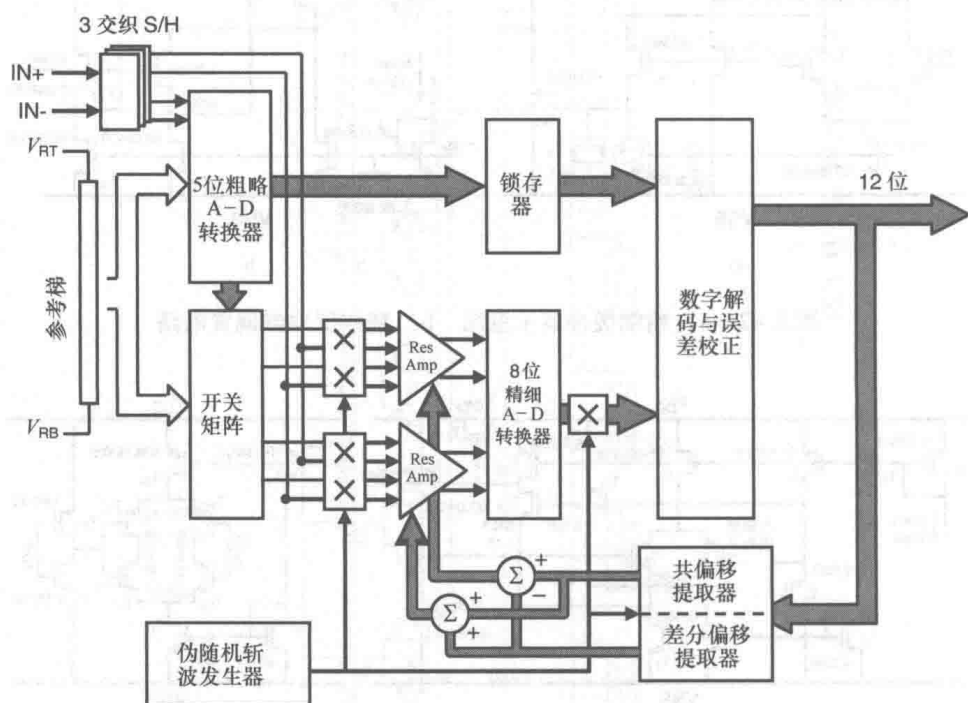 3 交织 S/H
IN+
IN-
V_RT
参考梯
V_RB
5位粗略
A-D
转换器
锁存
器
12 位
数字解
码与误
差校正
开关
矩阵
×
×
×
×
Res
Amp
Res
Amp
8位
精细
A-D
转换器
×
Σ
+
−
Σ
+
+
共偏移
提取器
差分偏移
提取器
伪随机斩
波发生器